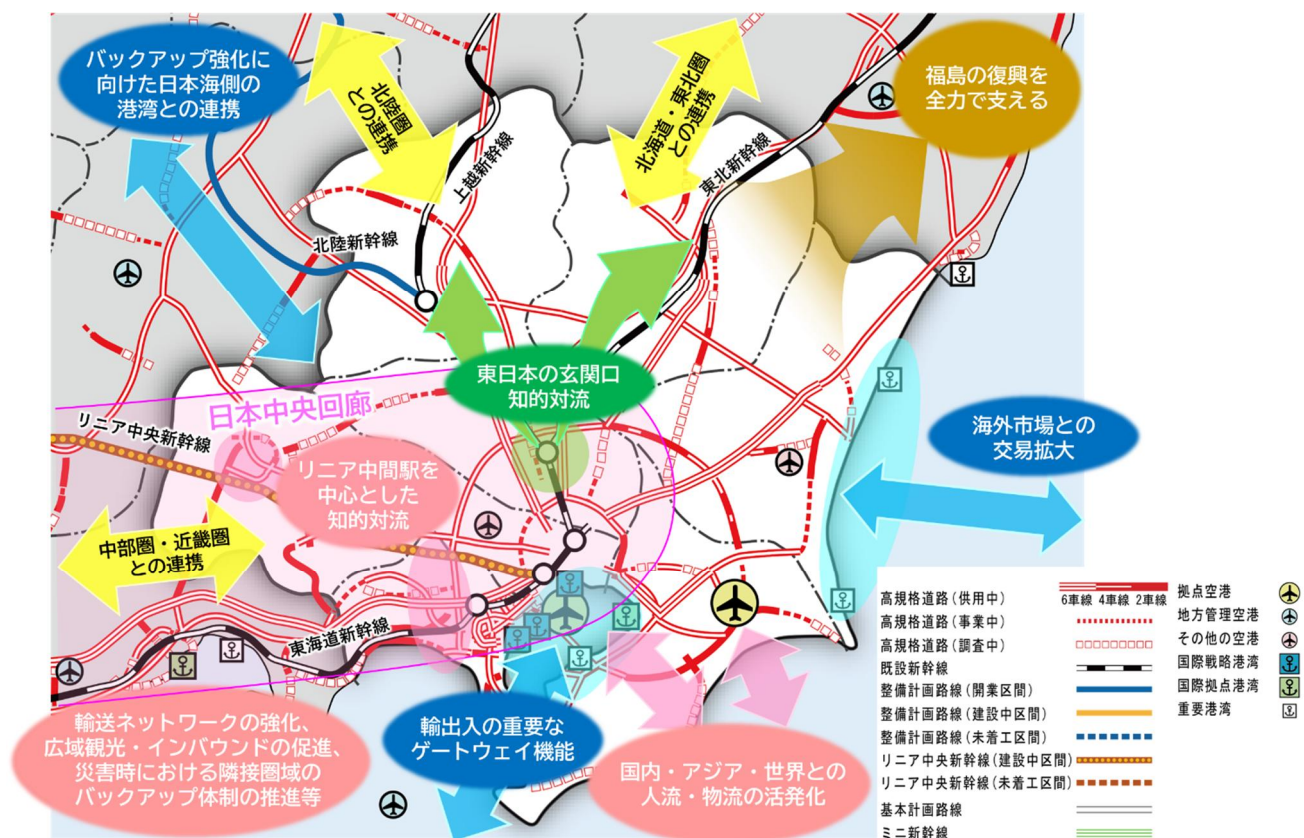 バックアップ強化に
向けた日本海側の
港湾との連携
北陸圏
との連携
北海道・東北圏
との連携
福島の復興を
全力で支える
上越新幹線
東北新幹線
北陸新幹線
東日本の玄関口
知的対流
日本中央回廊
リニア中央新幹線
リニア中間駅を
中心とした
知的対流
海外市場との
交易拡大
中部圏・近畿圏
との連携
東海道新幹線
輸送ネットワークの強化、
広域観光・インバウンドの促進、
災害時における隣接圏域の
バックアップ体制の推進等
輸出入の重要な
ゲートウェイ機能
国内・アジア・世界との
人流・物流の活発化
高規格道路(供用中)
6車線 4車線 2車線
高規格道路(事業中)
高規格道路(調査中)
既設新幹線
整備計画路線(開業区間)
整備計画路線(建設中区間)
整備計画路線(未着工区間)
リニア中央新幹線(建設中区間)
リニア中央新幹線(未着工区間)
基本計画路線
ミニ新幹線
拠点空港
地方管理空港
その他の空港
国際戦略港湾
国際拠点港湾
重要港湾